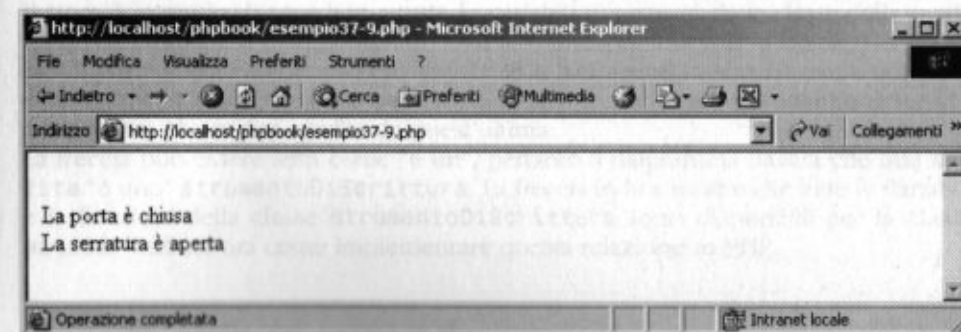 http://localhost/phpbook/esempio37-9.php - Microsoft Internet Explorer
File Modifica Visualizza Preferiti Strumenti ?
Indietro Cerca Preferiti Multimedia
Indirizzo http://localhost/phpbook/esempio37-9.php Vai Collegamenti »
La porta è chiusa
La serratura è aperta
Operazione completata Intranet locale